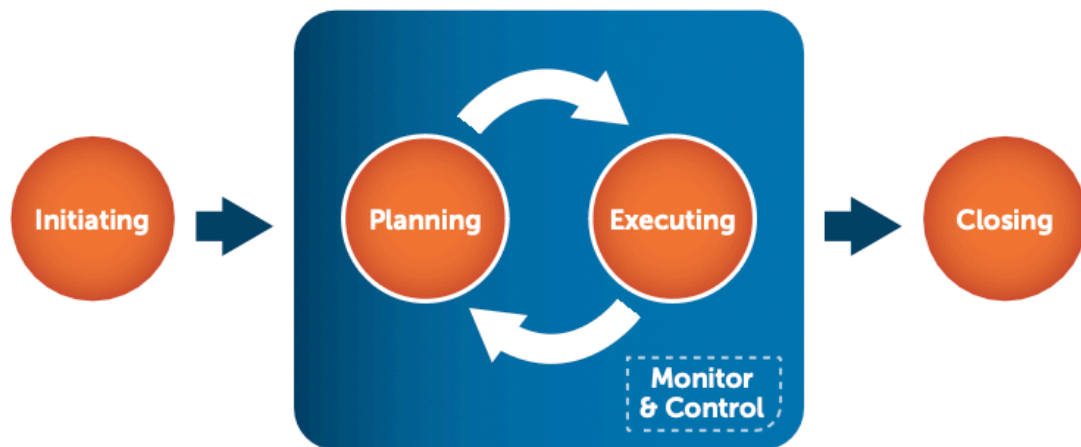 Initiating
Planning
Executing
Closing
Monitor
& Control